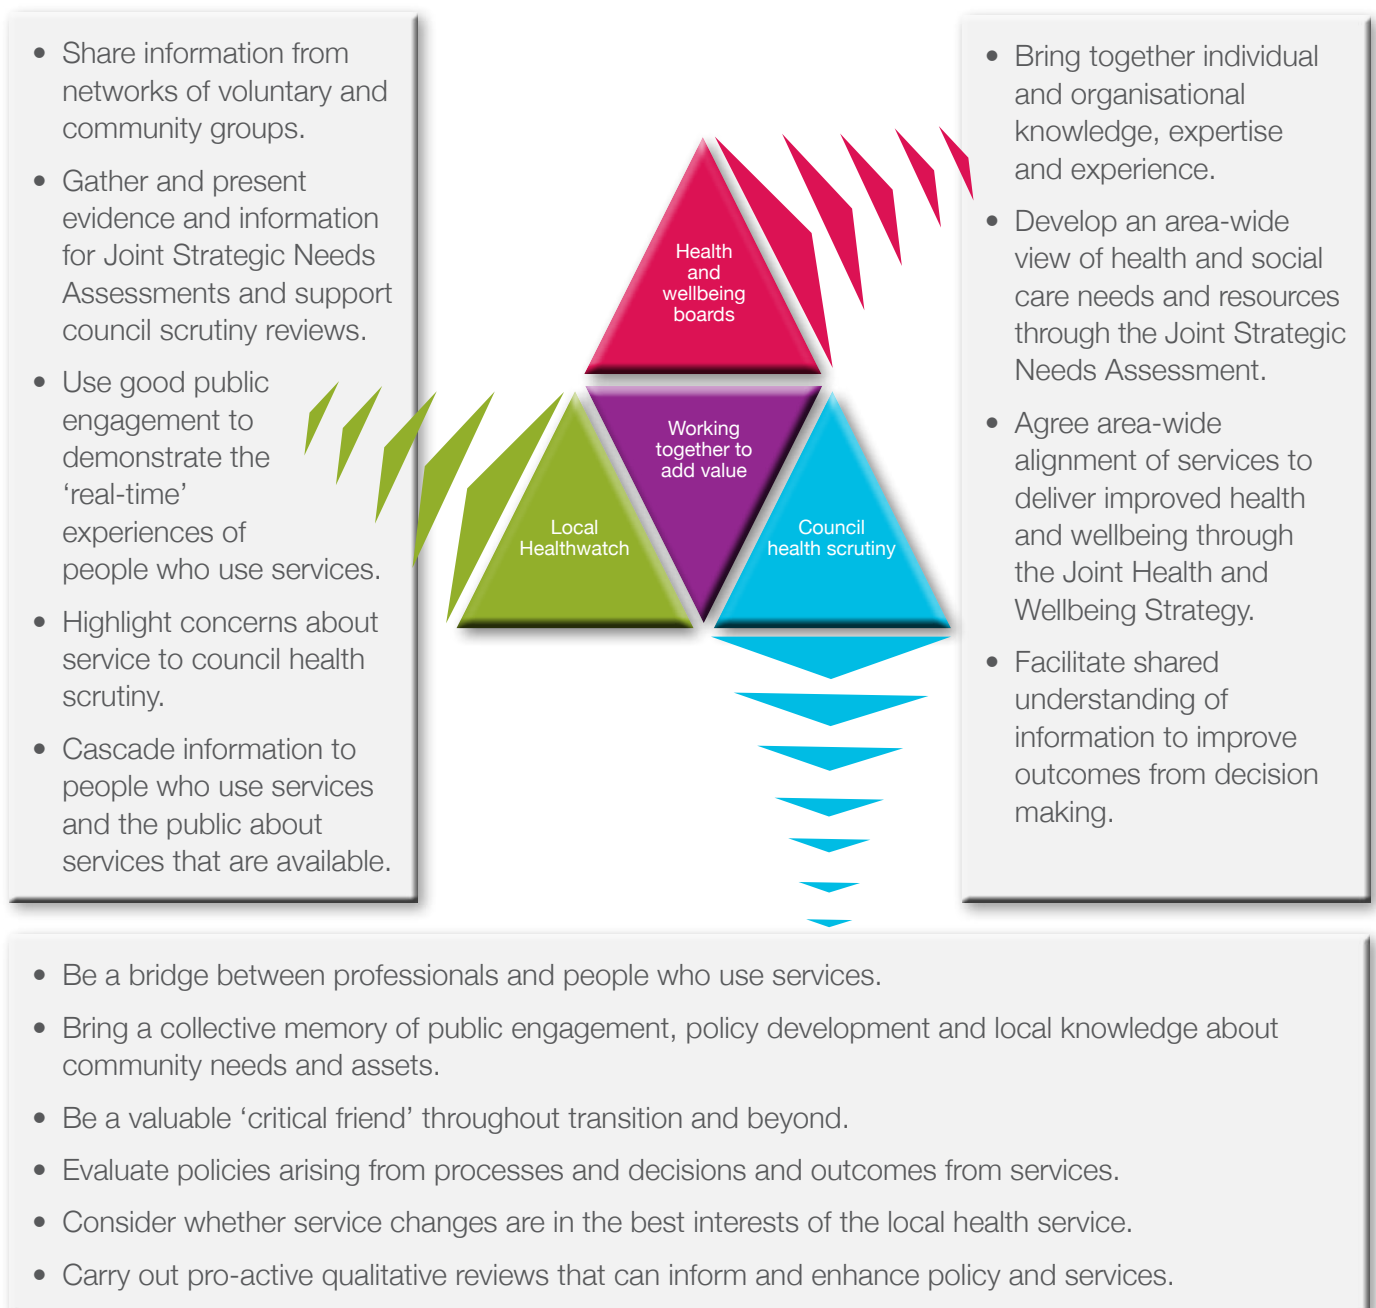 • Share information from
networks of voluntary and
community groups.
• Gather and present
evidence and information
for Joint Strategic Needs
Assessments and support
council scrutiny reviews.
• Use good public
engagement to
demonstrate the
‘real-time’
experiences of
people who use services.
• Highlight concerns about
service to council health
scrutiny.
• Cascade information to
people who use services
and the public about
services that are available.
Health
and
wellbeing
boards
Working
together to
add value
Local
Healthwatch
Council
health scrutiny
• Bring together individual
and organisational
knowledge, expertise
and experience.
• Develop an area-wide
view of health and social
care needs and resources
through the Joint Strategic
Needs Assessment.
• Agree area-wide
alignment of services to
deliver improved health
and wellbeing through
the Joint Health and
Wellbeing Strategy.
• Facilitate shared
understanding of
information to improve
outcomes from decision
making.
• Be a bridge between professionals and people who use services.
• Bring a collective memory of public engagement, policy development and local knowledge about
community needs and assets.
• Be a valuable ‘critical friend’ throughout transition and beyond.
• Evaluate policies arising from processes and decisions and outcomes from services.
• Consider whether service changes are in the best interests of the local health service.
• Carry out pro-active qualitative reviews that can inform and enhance policy and services.